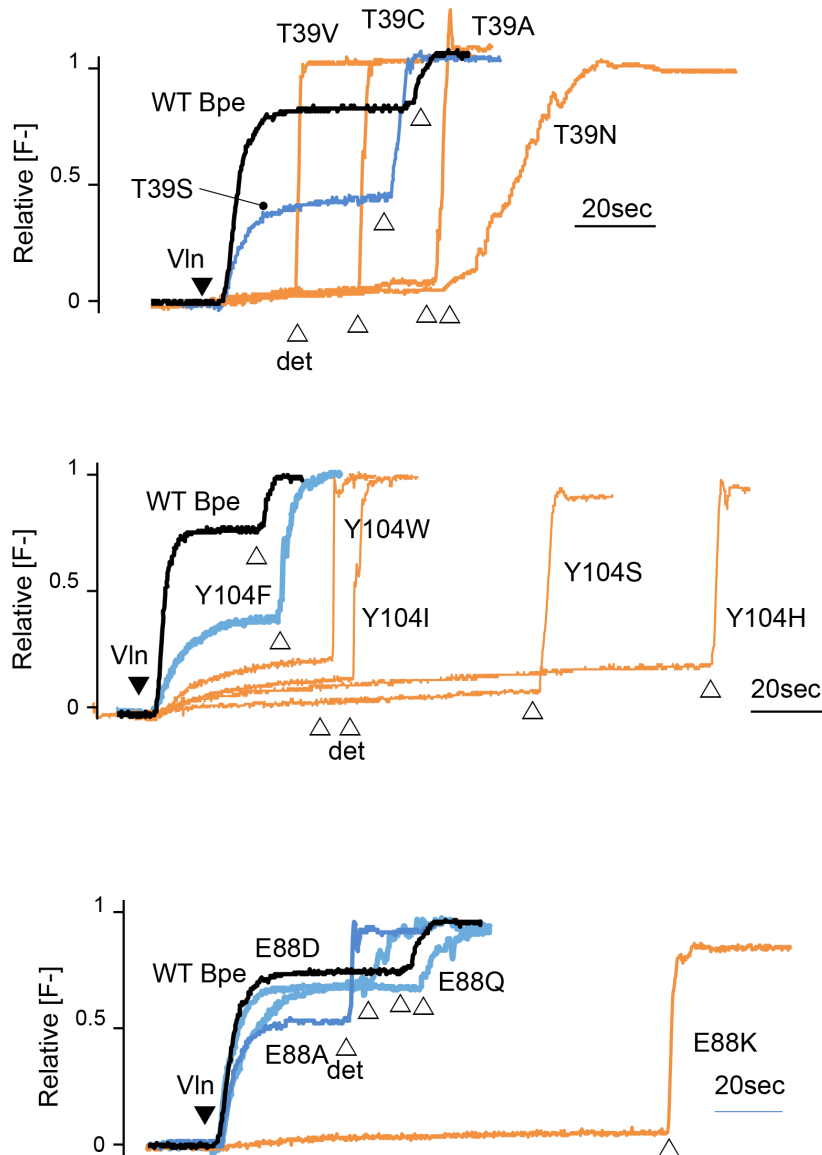 T39V
T39C
T39A
1
WT Bpe
T39N
Relative [F-]
0.5
T39S
20sec
Vln
0
det
1
WT Bpe
Y104W
Y104S
Relative [F-]
0.5
Y104F
Y104I
Y104H
Vln
20sec
0
det
1
E88D
WT Bpe
E88Q
Relative [F-]
0.5
E88A
det
E88K
Vln
20sec
0